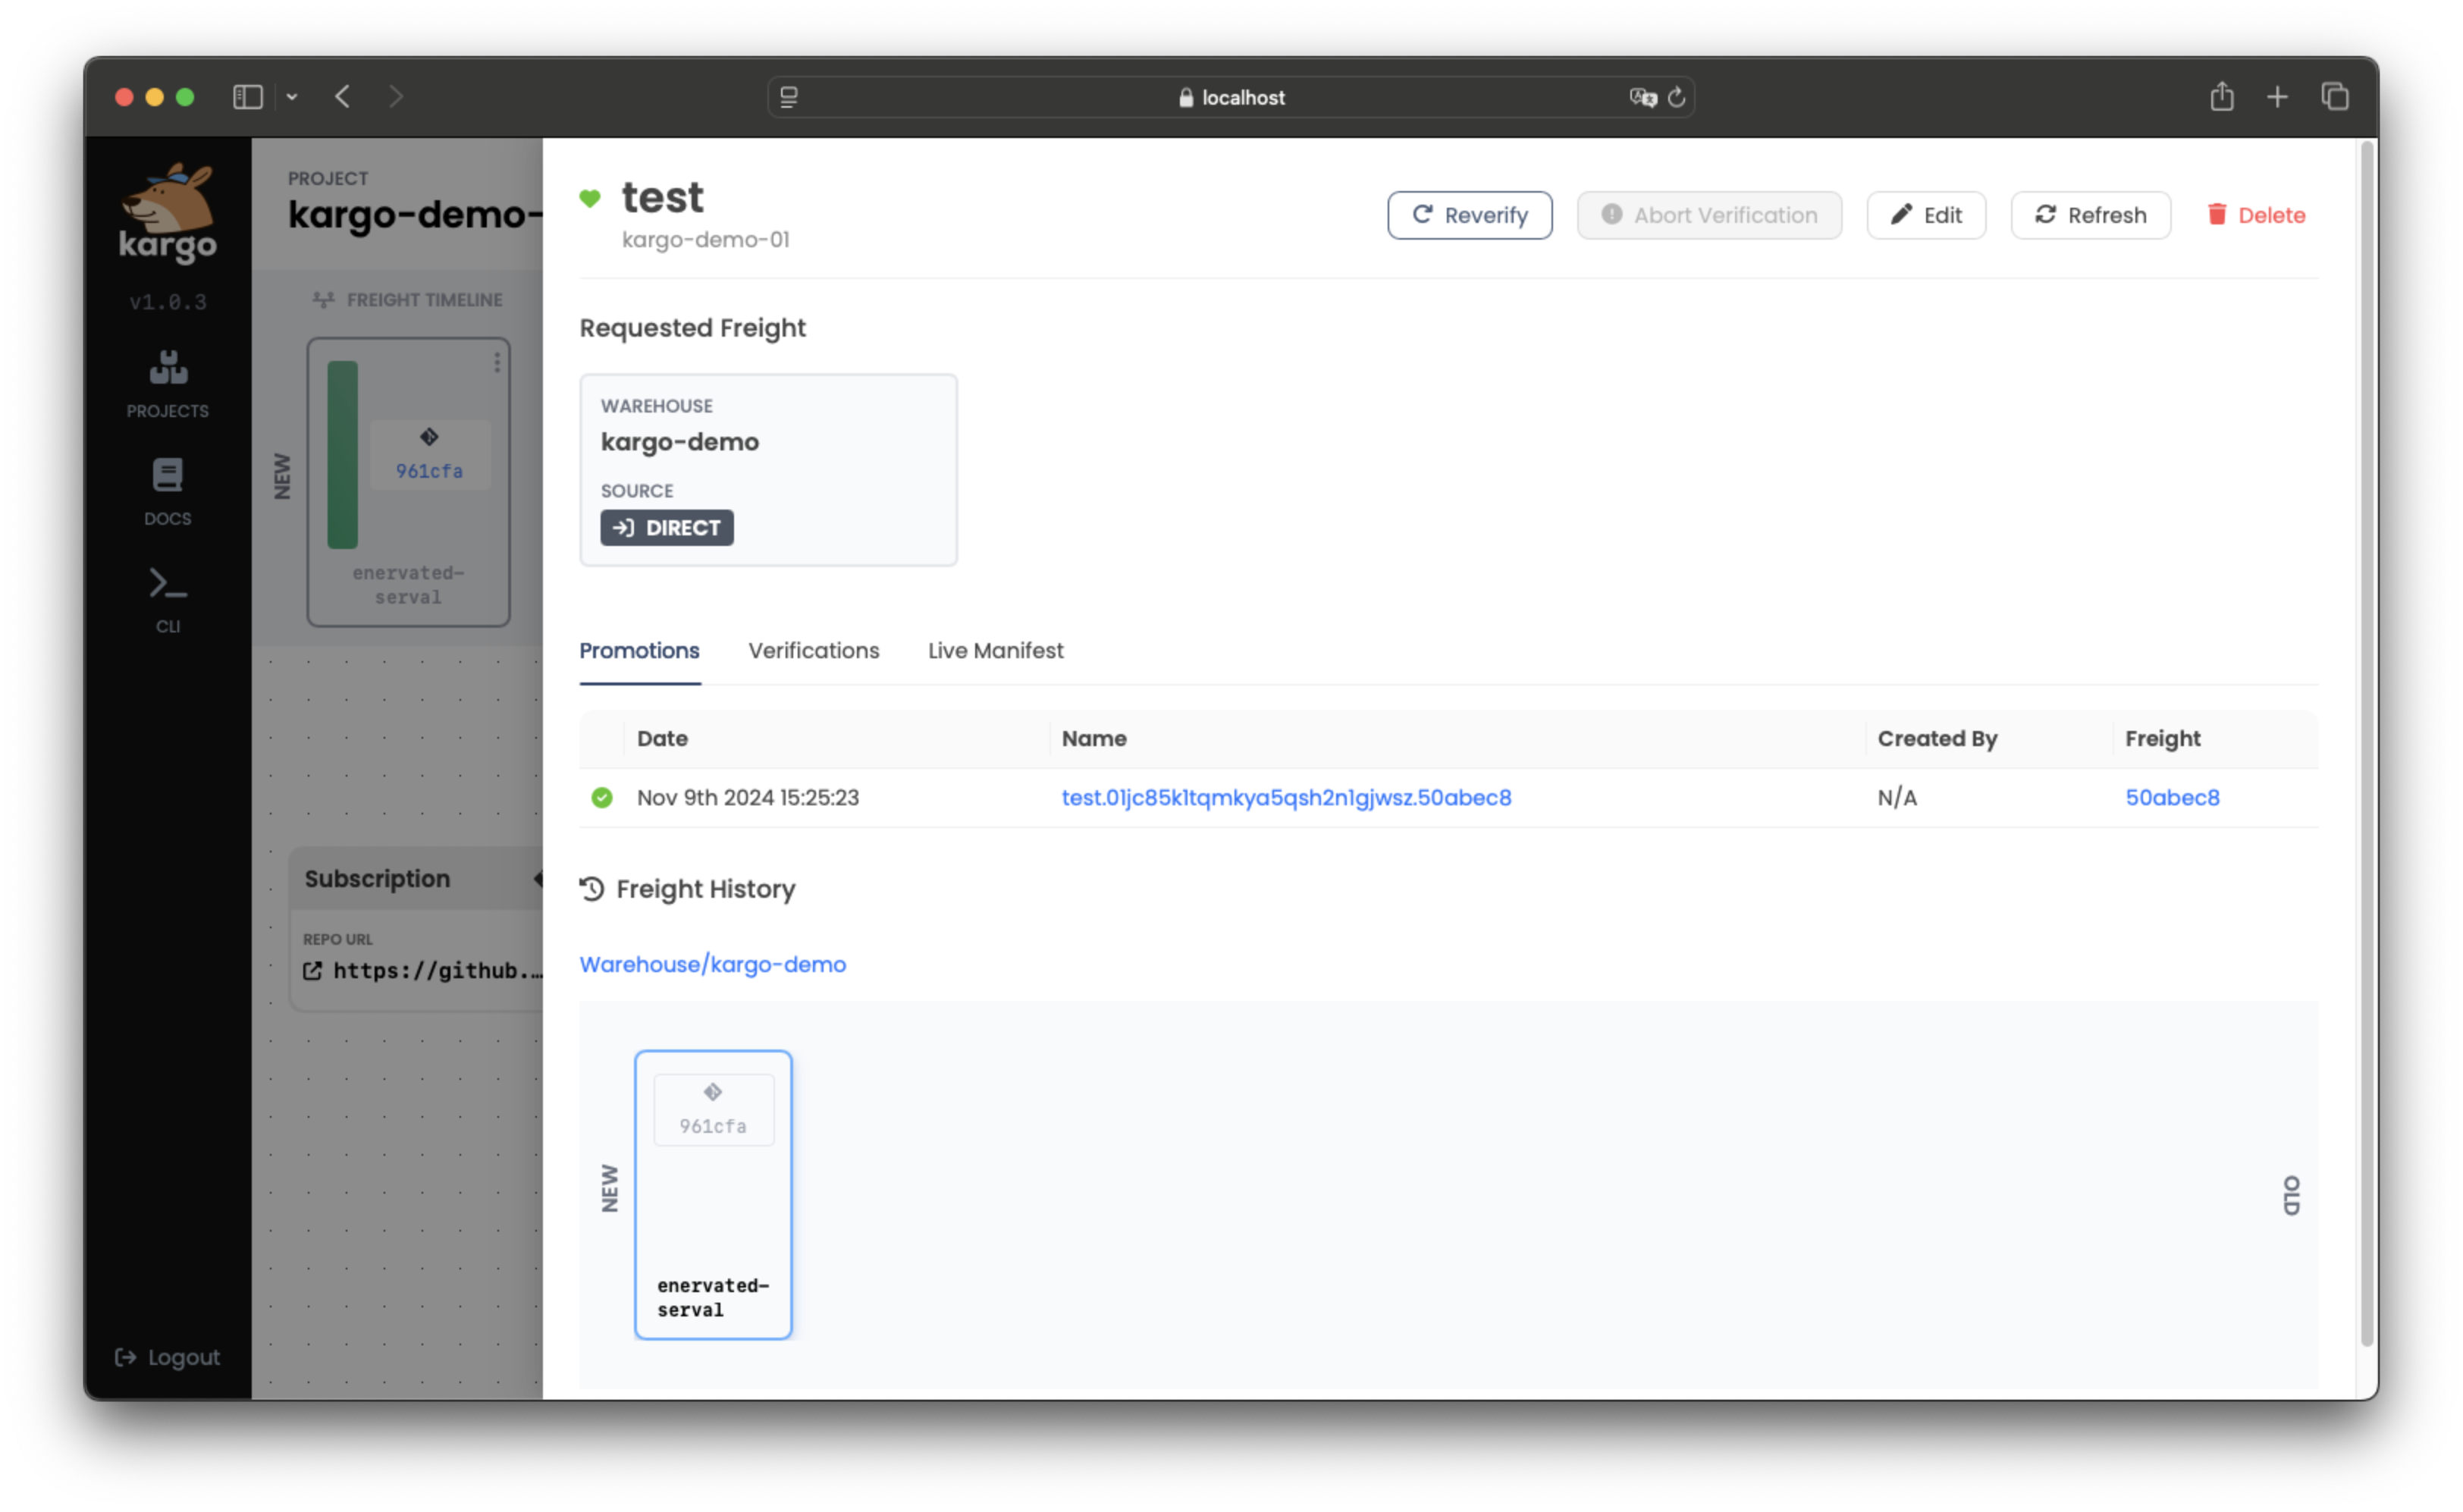 localhost
kargo
v1.0.3
PROJECTS
DOCS
CLI
Logout
PROJECT
kargo-demo-
FREIGHT TIMELINE
NEW
961cfa
enervated-
serval
Subscription
REPO URL
https://github.…
test
kargo-demo-01
Reverify
Abort Verification
Edit
Refresh
Delete
Requested Freight
WAREHOUSE
kargo-demo
SOURCE
DIRECT
Promotions Verifications Live Manifest
Date Name Created By Freight
Nov 9th 2024 15:25:23 test.01jc85k1tqmkya5qsh2n1gjwsz.50abec8 N/A 50abec8
Freight History
Warehouse/kargo-demo
NEW
961cfa
enervated-
serval
OLD